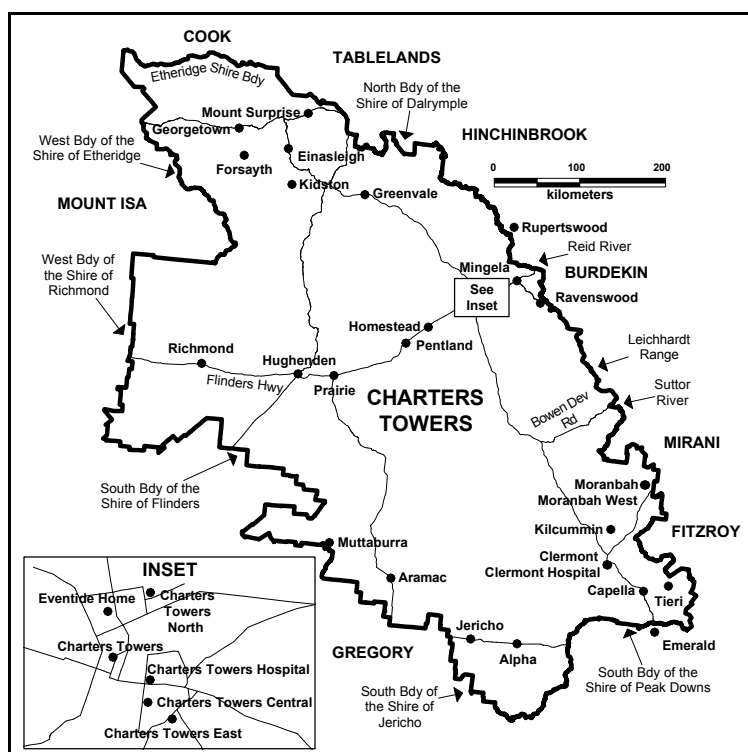 COOK
TABLELANDS
Etheridge Shire Bdy
North Bdy of the
Shire of Dalrymple
Mount Surprise
Georgetown
HINCHINBROOK
West Bdy of the
Shire of Etheridge
Einasleigh
Forsayth
Kidston
Greenvale
0 100 200
kilometers
MOUNT ISA
Rupertswood
Reid River
West Bdy of
the Shire of
Richmond
Mingela
BURDEKIN
See
Inset
Ravenswood
Homestead
Pentland
Leichhardt
Range
Richmond
Hughenden
Flinders Hwy
Prairie
CHARTERS
TOWERS
Suttor
River
Bowen Dev
Rd
MIRANI
South Bdy of the
Shire of Flinders
Moranbah
Moranbah West
Kilcummin
FITZROY
Muttaburra
Clermont
Clermont Hospital
Aramac
Capella
Tieri
Jericho
Alpha
Emerald
GREGORY
South Bdy of the
Shire of Peak Downs
South Bdy of
the Shire of
Jericho
INSET
Eventide Home
Charters
Towers
North
Charters Towers
Charters Towers Hospital
Charters Towers Central
Charters Towers East